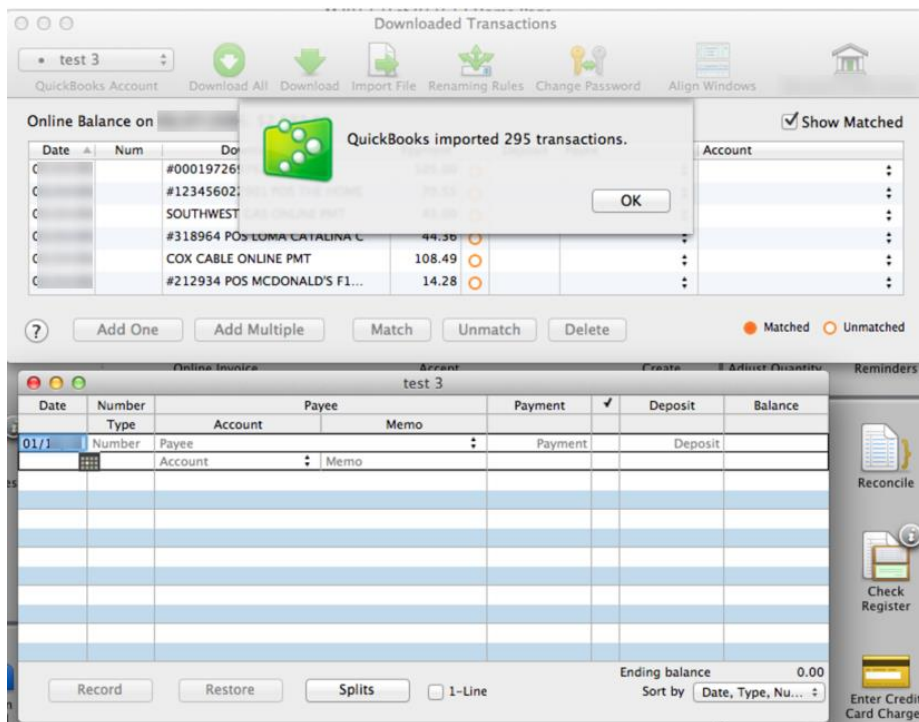 Downloaded Transactions
test 3
QuickBooks Account
Download All
Download
Import File
Renaming Rules
Change Password
Align Windows
Online Balance on
Show Matched
QuickBooks imported 295 transactions.
OK
Date Num Account
#000197269
#123456022
SOUTHWEST
#318964 POS LOMA CATALINA C 44.36
COX CABLE ONLINE PMT 108.49
#212934 POS MCDONALD'S F1... 14.28
? Add One Add Multiple Match Unmatch Delete Matched Unmatched
Online Invoice Accept Create Adjust Quantity Reminders
test 3
Date Number Payee Payment ✓ Deposit Balance
Type Account Memo
01/1 Number Payee Payment Deposit
Account Memo
Reconcile
Check
Register
Ending balance 0.00
Record Restore Splits 1-Line Sort by Date, Type, Nu...
Enter Credit
Card Charge